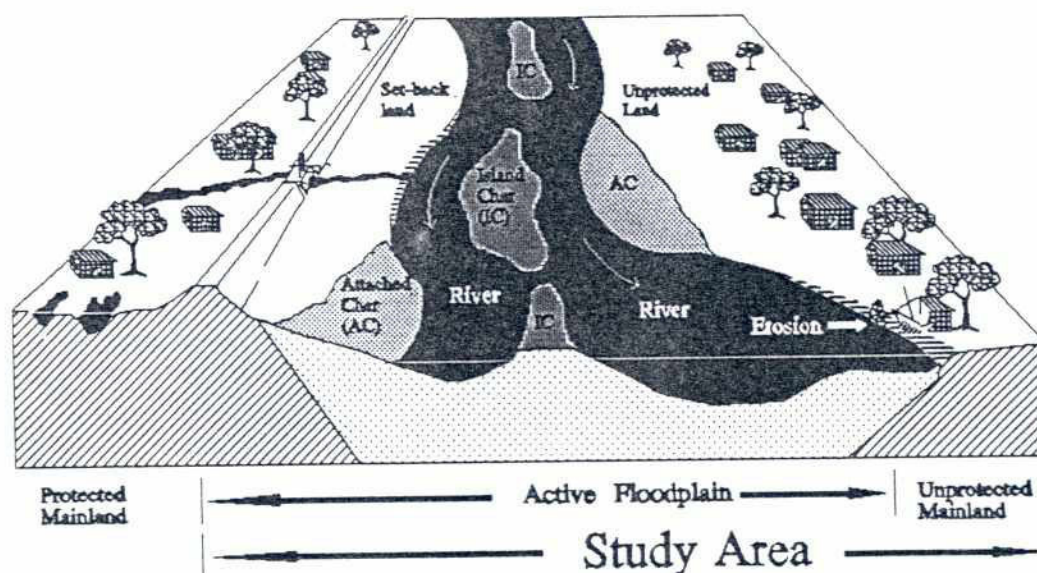 IC
Set-back
land
Unprotected
Land
Island
Char
(IC)
AC
Attached
Char
(AC)
River
IC
River
Erosion
Protected
Mainland
Active Floodplain
Unprotected
Mainland
Study Area